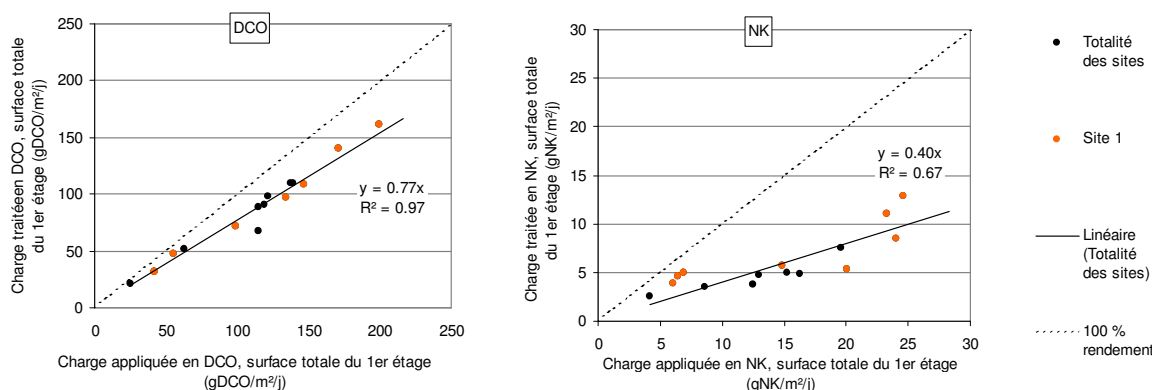 Charge traitéeen DCO, surface totale
du 1er étage (gDCO/m²/j)
DCO
250
200
150
100
50
0
y = 0.77x
R² = 0.97
0 50 100 150 200 250
Charge appliquée en DCO, surface totale du 1er étage
(gDCO/m²/j)
Charge traitée en NK, surface totale
du 1er étage (gNK/m²/j)
NK
30
25
20
15
10
5
0
y = 0.40x
R² = 0.67
0 5 10 15 20 25 30
Charge appliquée en NK, surface totale du 1er étage
(gNK/m²/j)
Totalité
des sites
Site 1
Linéaire
(Totalité
des sites)
100 %
rendement